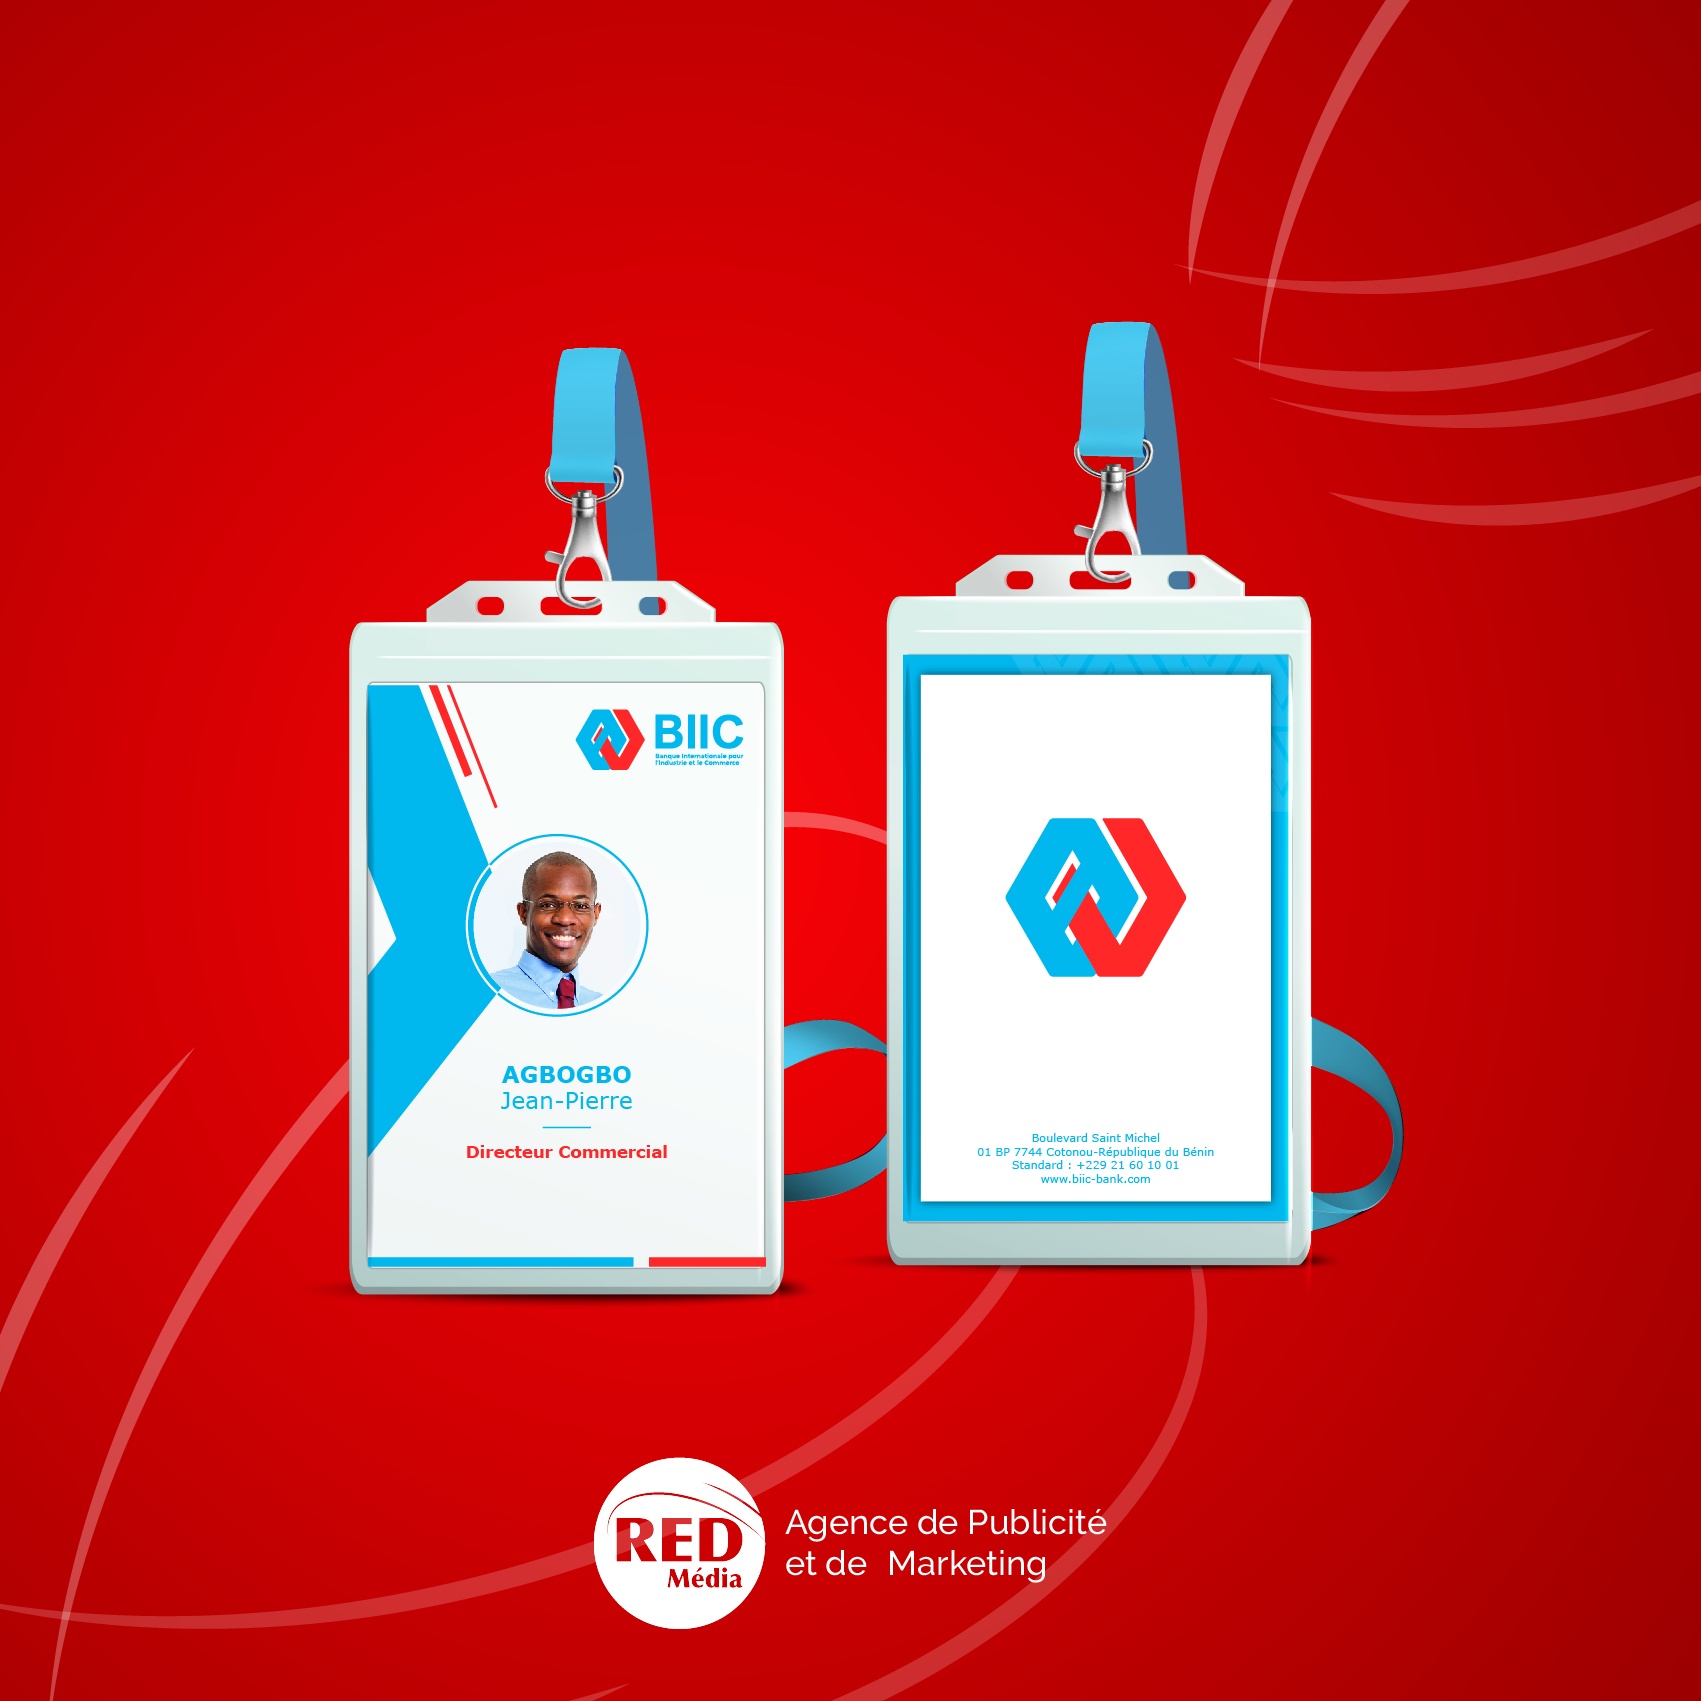 BIIC
Banque Internationale pour
l'Industrie et le Commerce
AGBOGBO
Jean-Pierre
Directeur Commercial
Boulevard Saint Michel
01 BP 7744 Cotonou-République du Bénin
Standard : +229 21 60 10 01
www.biic-bank.com
RED
Média
Agence de Publicité
et de Marketing